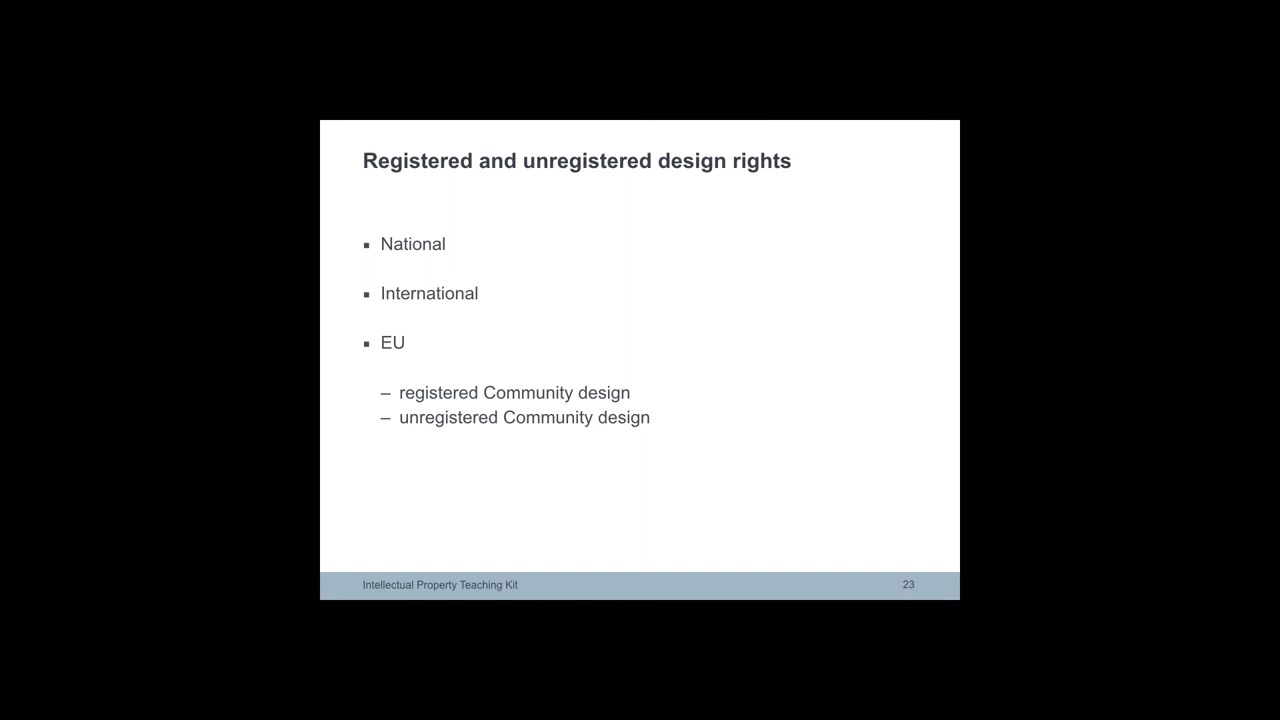 Registered and unregistered design rights
▪ National
▪ International
▪ EU
– registered Community design
– unregistered Community design
Intellectual Property Teaching Kit
23